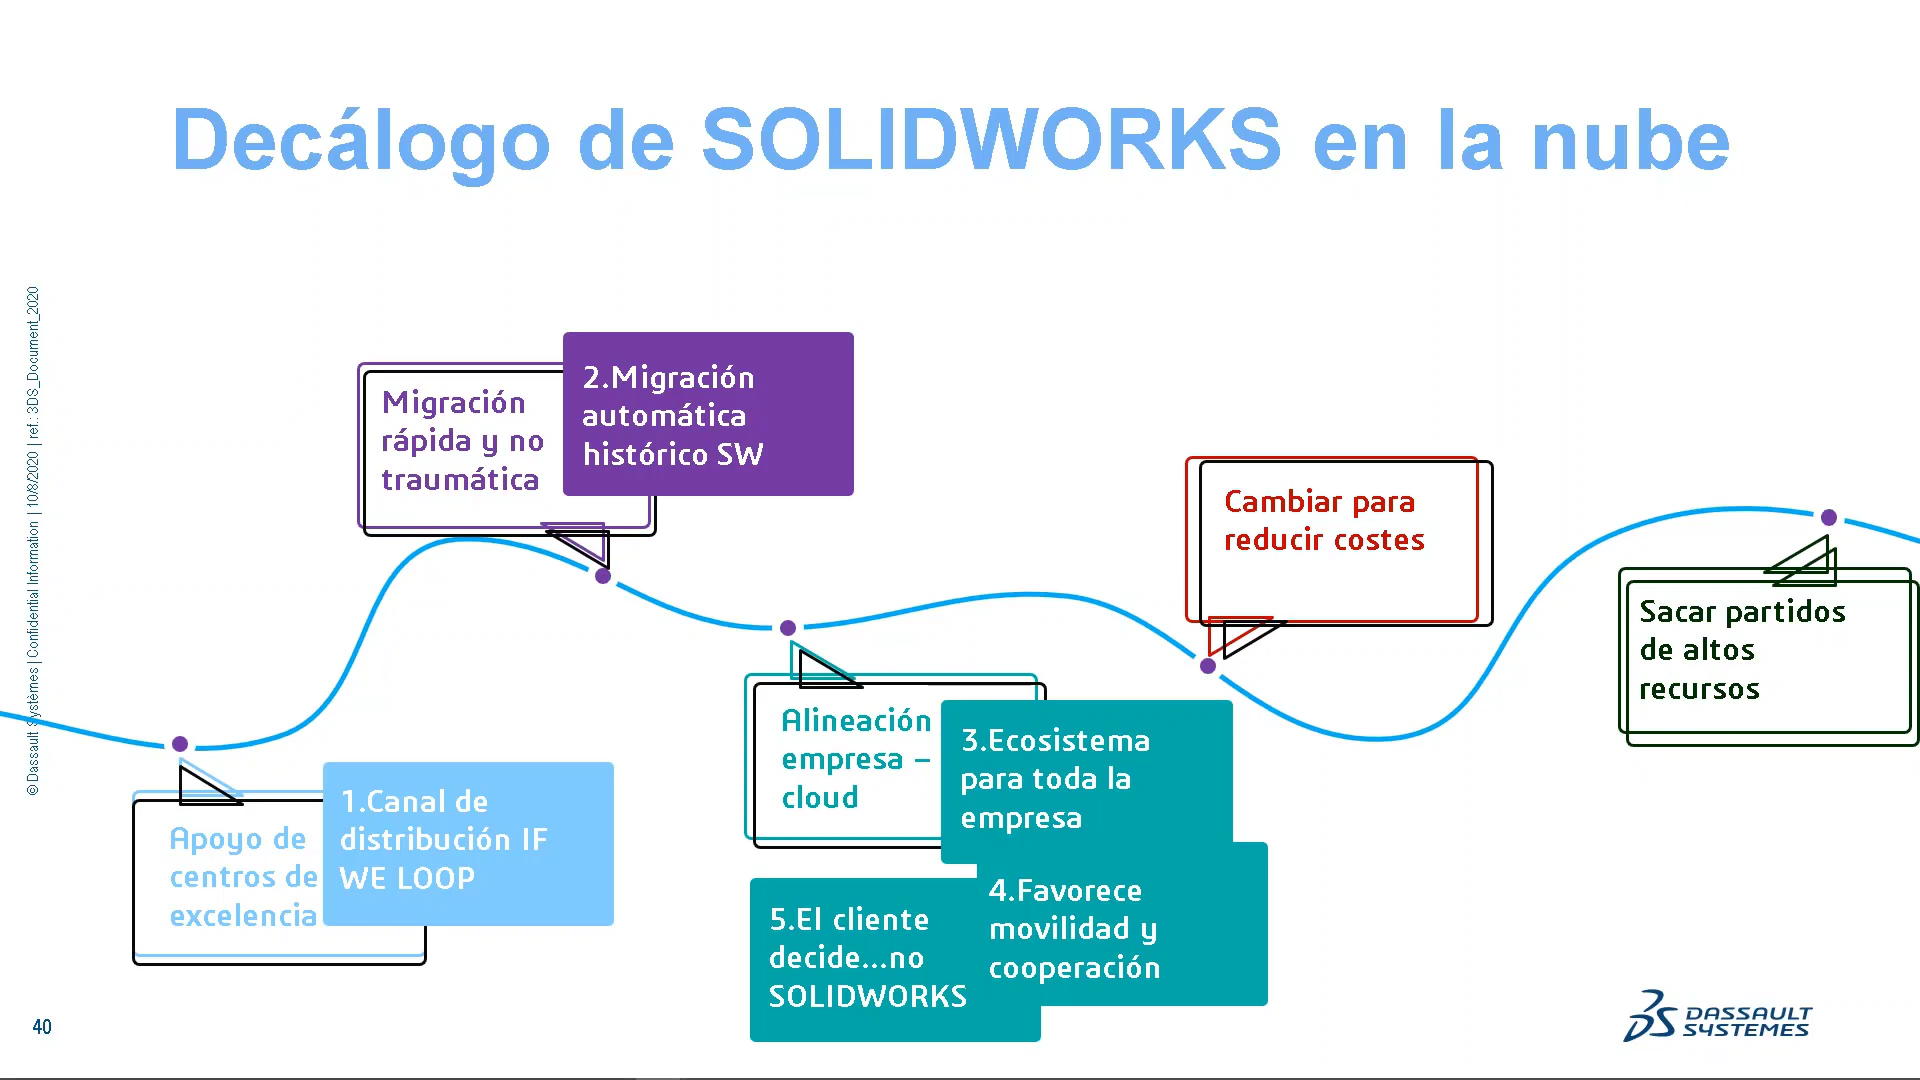 Decálogo de SOLIDWORKS en la nube
© Dassault Systèmes | Confidential Information | 10/8/2020 | ref.: 3DS_Document_2020
Migración
rápida y no
traumática
2.Migración
automática
histórico SW
Cambiar para
reducir costes
Sacar partidos
de altos
recursos
Apoyo de
centros de
excelencia
1.Canal de
distribución IF
WE LOOP
Alineación
empresa –
cloud
3.Ecosistema
para toda la
empresa
4.Favorece
movilidad y
cooperación
5.El cliente
decide...no
SOLIDWORKS
40
DASSAULT
SYSTEMES